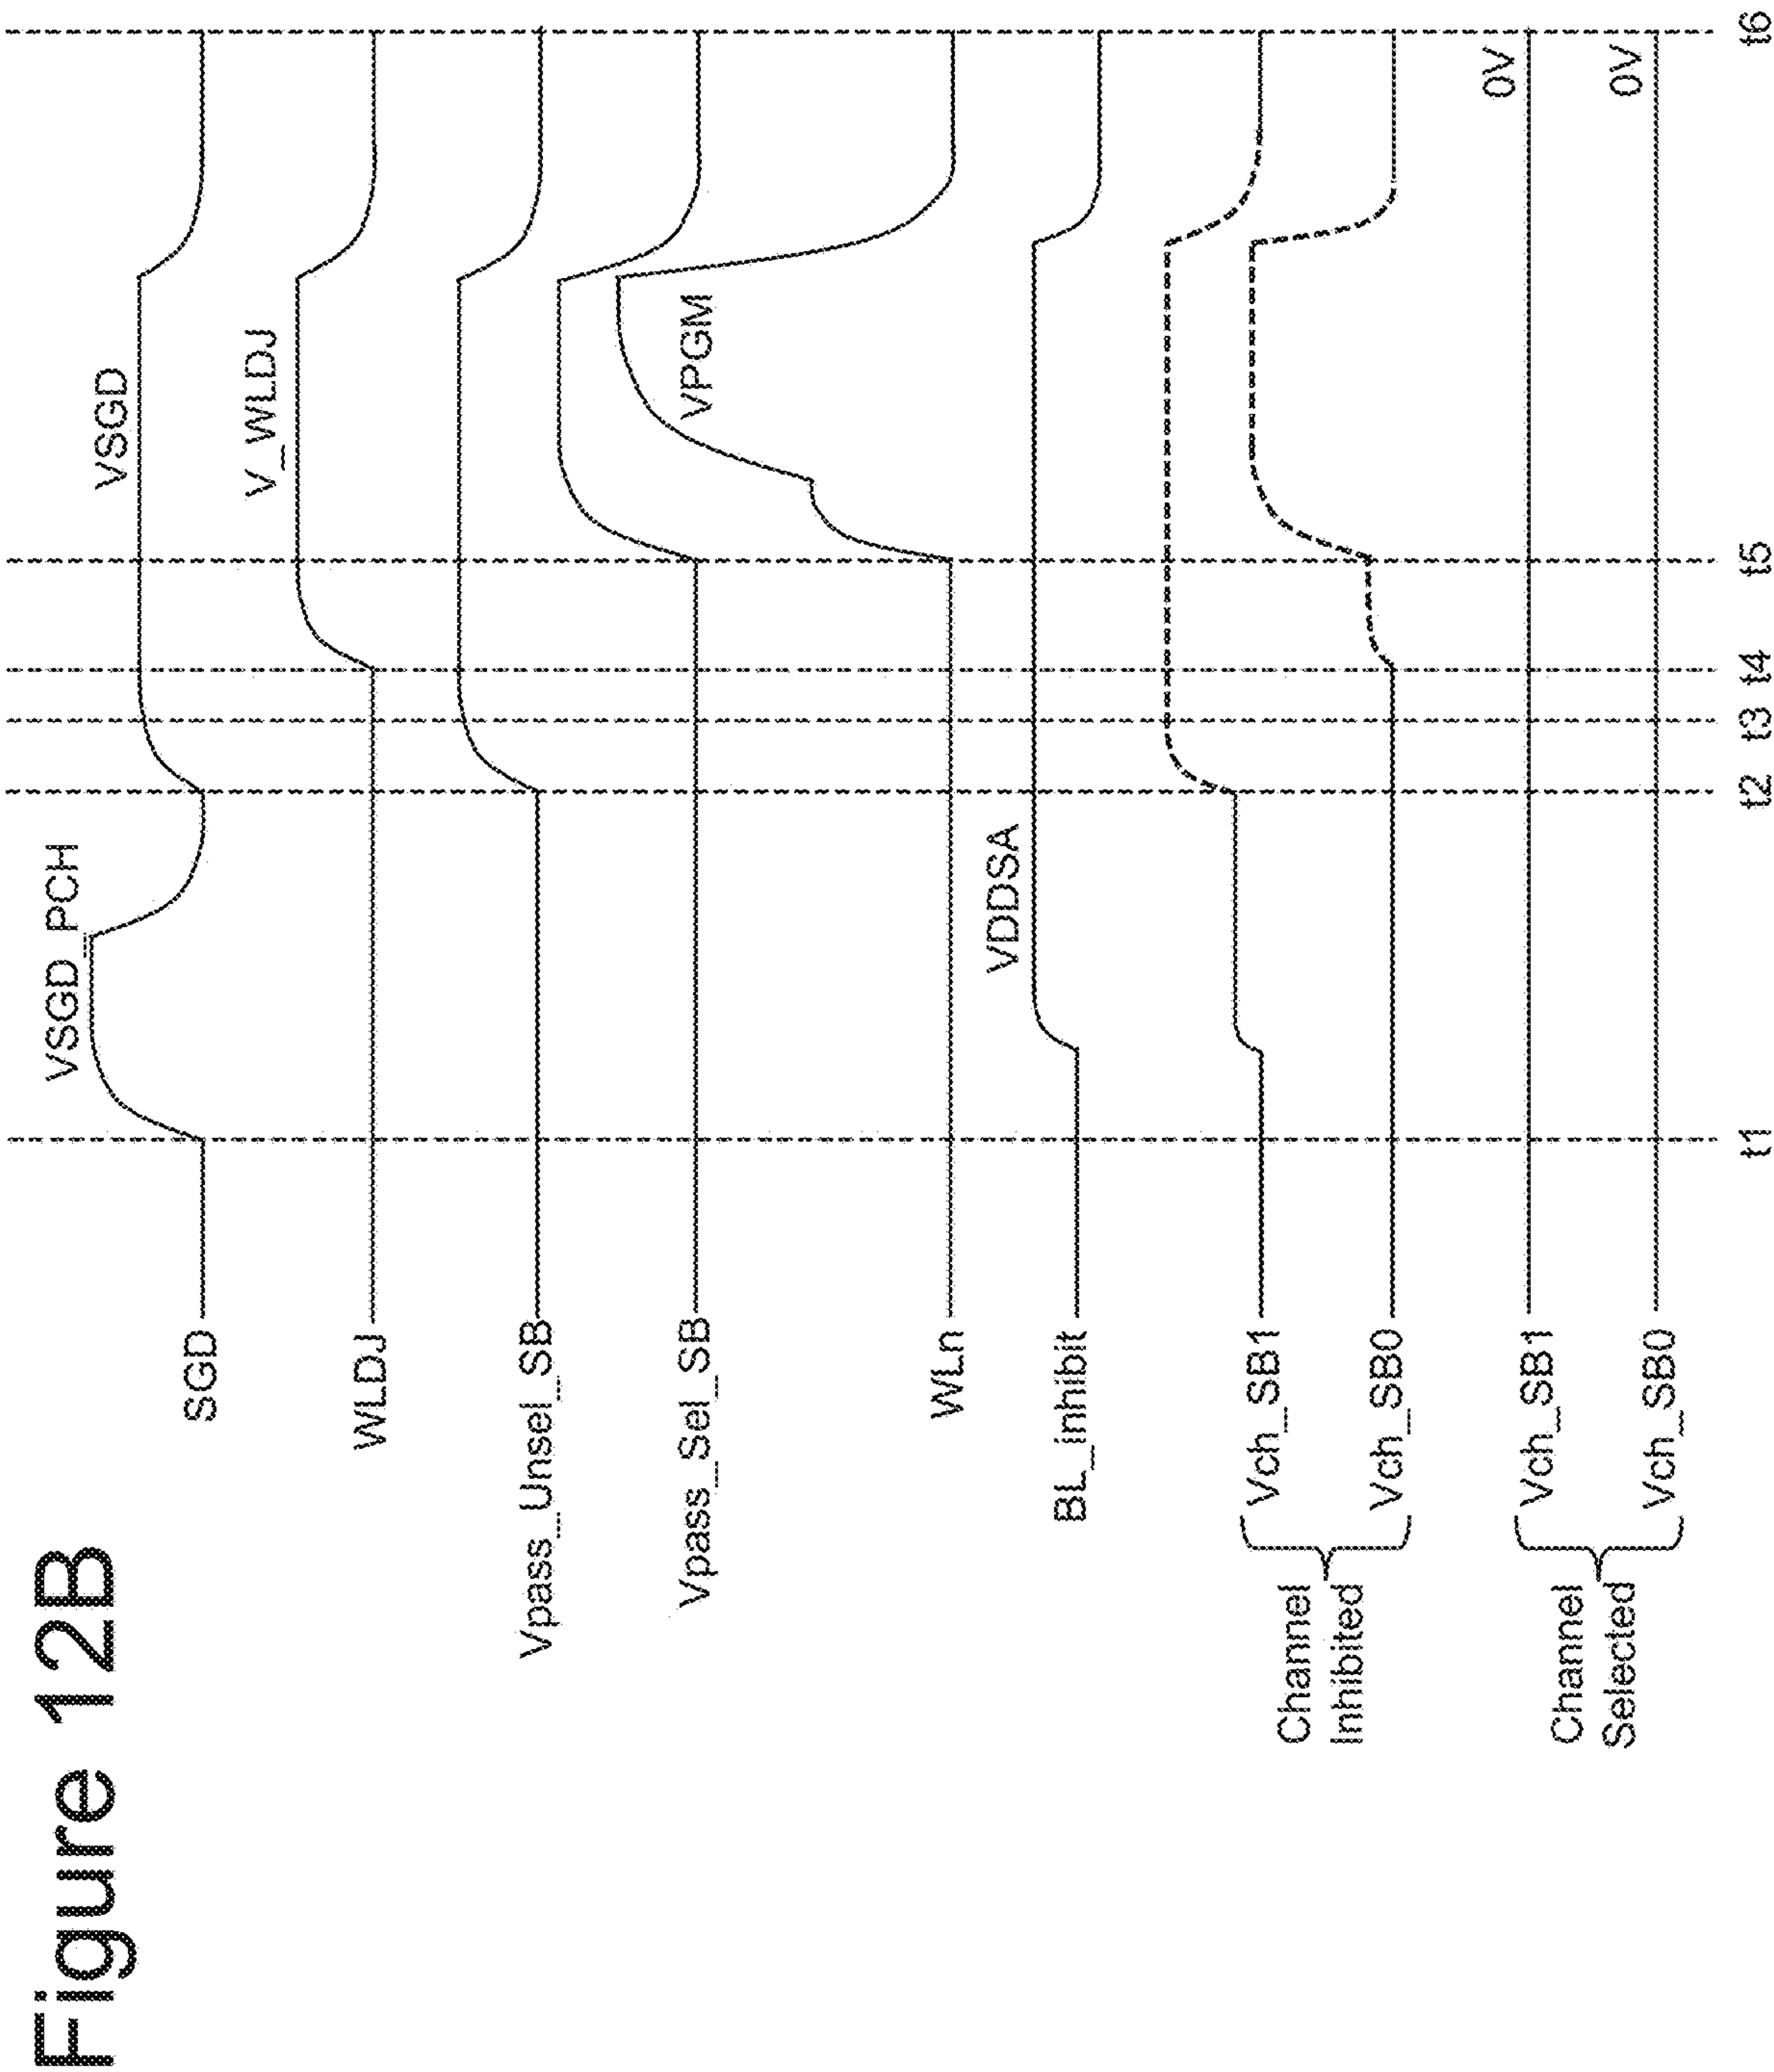 Figure 12B
VSGD_PCH
VSGD
SGD
V_WLDJ
WLDJ
Vpass_Unsel_SB
Vpass_Sel_SB
VPGM
WLn
VDDSA
BL_inhibit
Channel
Inhibited
Vch_SB1
Vch_SB0
Channel
Selected
Vch_SB1
0V
Vch_SB0
0V
t1
t2
t3
t4
t5
t6